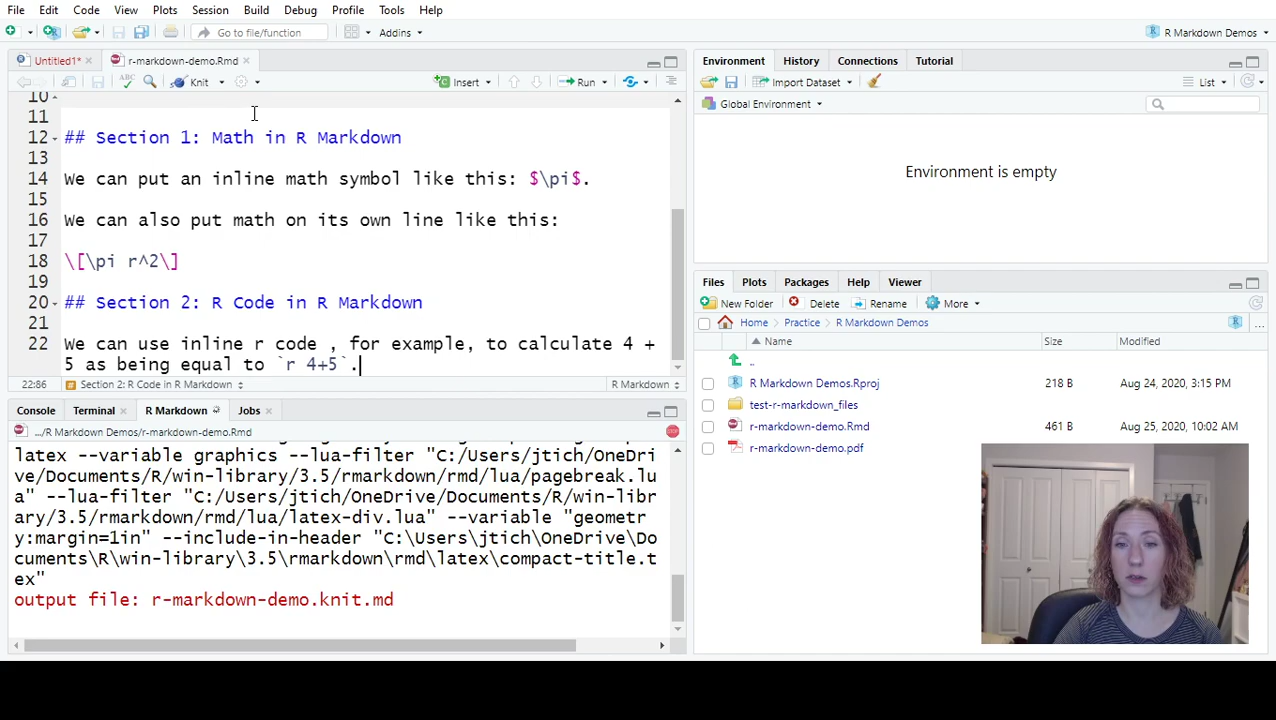 File Edit Code View Plots Session Build Debug Profile Tools Help
Go to file/function Addins R Markdown Demos
Untitled1* r-markdown-demo.Rmd
ABC Knit Insert Run
10
11
12 ## Section 1: Math in R Markdown
13
14 We can put an inline math symbol like this: $\pi$.
15
16 We can also put math on its own line like this:
17
18 \[\pi r^2\]
19
20 ## Section 2: R Code in R Markdown
21
22 We can use inline r code , for example, to calculate 4 +
5 as being equal to `r 4+5`.
22:86 Section 2: R Code in R Markdown R Markdown
Console Terminal R Markdown Jobs
.../R Markdown Demos/r-markdown-demo.Rmd
latex --variable graphics --lua-filter "C:/Users/jtich/OneDri
ve/Documents/R/win-library/3.5/rmarkdown/rmd/lua/pagebreak.lu
a" --lua-filter "C:/Users/jtich/OneDrive/Documents/R/win-libr
ary/3.5/rmarkdown/rmd/lua/latex-div.lua" --variable "geometr
y:margin=1in" --include-in-header "C:\Users\jtich\OneDrive\Do
cuments\R\win-library\3.5\rmarkdown\rmd\latex\compact-title.t
ex"
output file: r-markdown-demo.knit.md
Environment History Connections Tutorial
Import Dataset List
Global Environment
Environment is empty
Files Plots Packages Help Viewer
New Folder Delete Rename More
Home Practice R Markdown Demos ...
Name Size Modified
..
R Markdown Demos.Rproj 218 B Aug 24, 2020, 3:15 PM
test-r-markdown_files
r-markdown-demo.Rmd 461 B Aug 25, 2020, 10:02 AM
r-markdown-demo.pdf